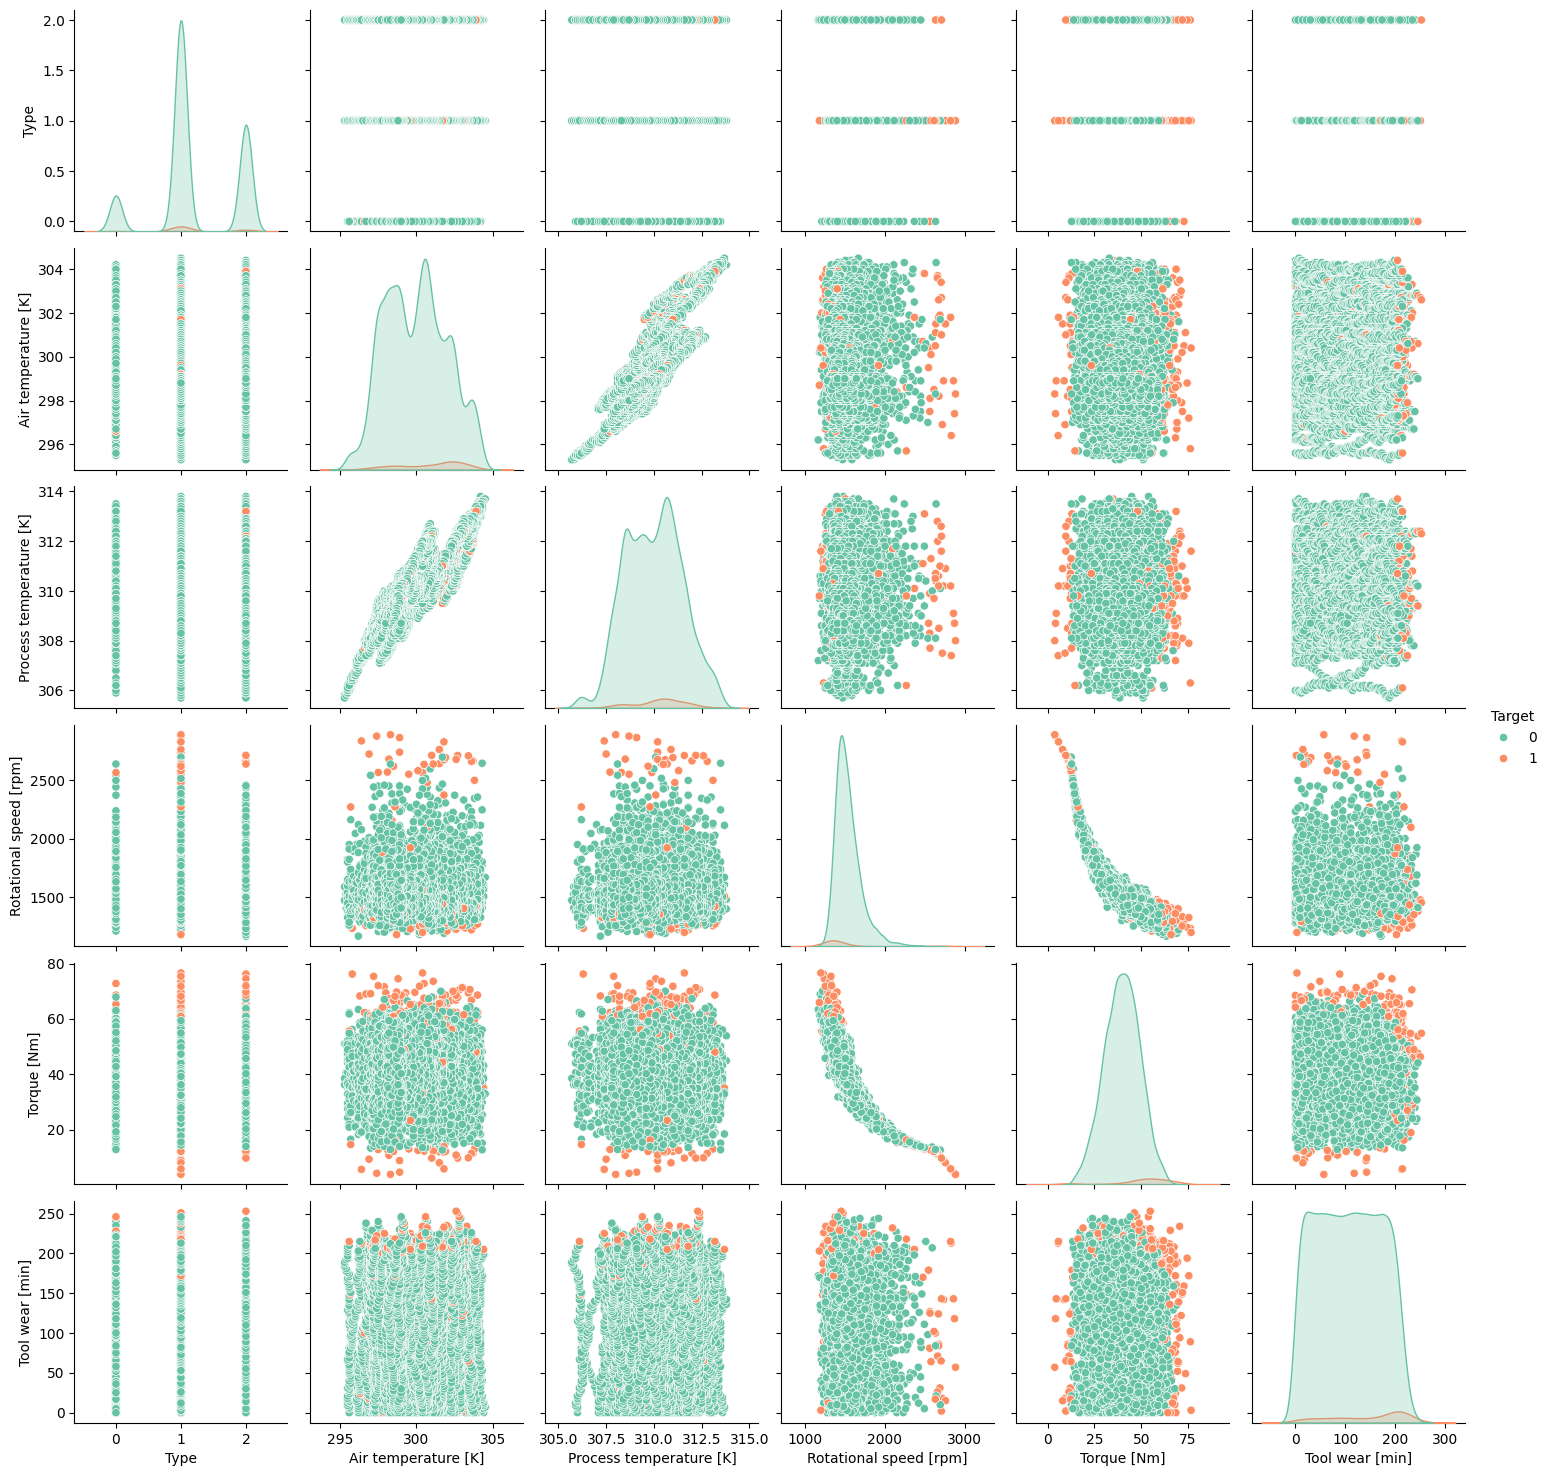 2.0
1.5
1.0
0.5
0.0
Type
304
302
300
298
296
Air temperature [K]
314
312
310
308
306
Process temperature [K]
Target
0
1
2500
2000
1500
Rotational speed [rpm]
80
60
40
20
Torque [Nm]
250
200
150
100
50
0
Tool wear [min]
0 1 2
295 300 305
305.0 307.5 310.0 312.5 315.0
1000 2000 3000
0 25 50 75
0 100 200 300
Type
Air temperature [K]
Process temperature [K]
Rotational speed [rpm]
Torque [Nm]
Tool wear [min]